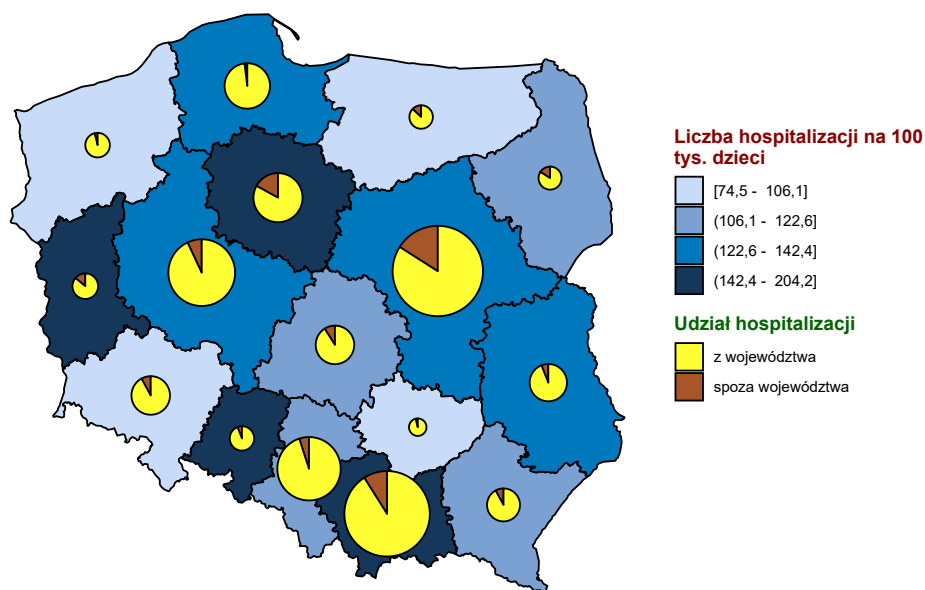 Liczba hospitalizacji na 100
tys. dzieci
[74,5 - 106,1]
(106,1 - 122,6]
(122,6 - 142,4]
(142,4 - 204,2]
Udział hospitalizacji
z województwa
spoza województwa